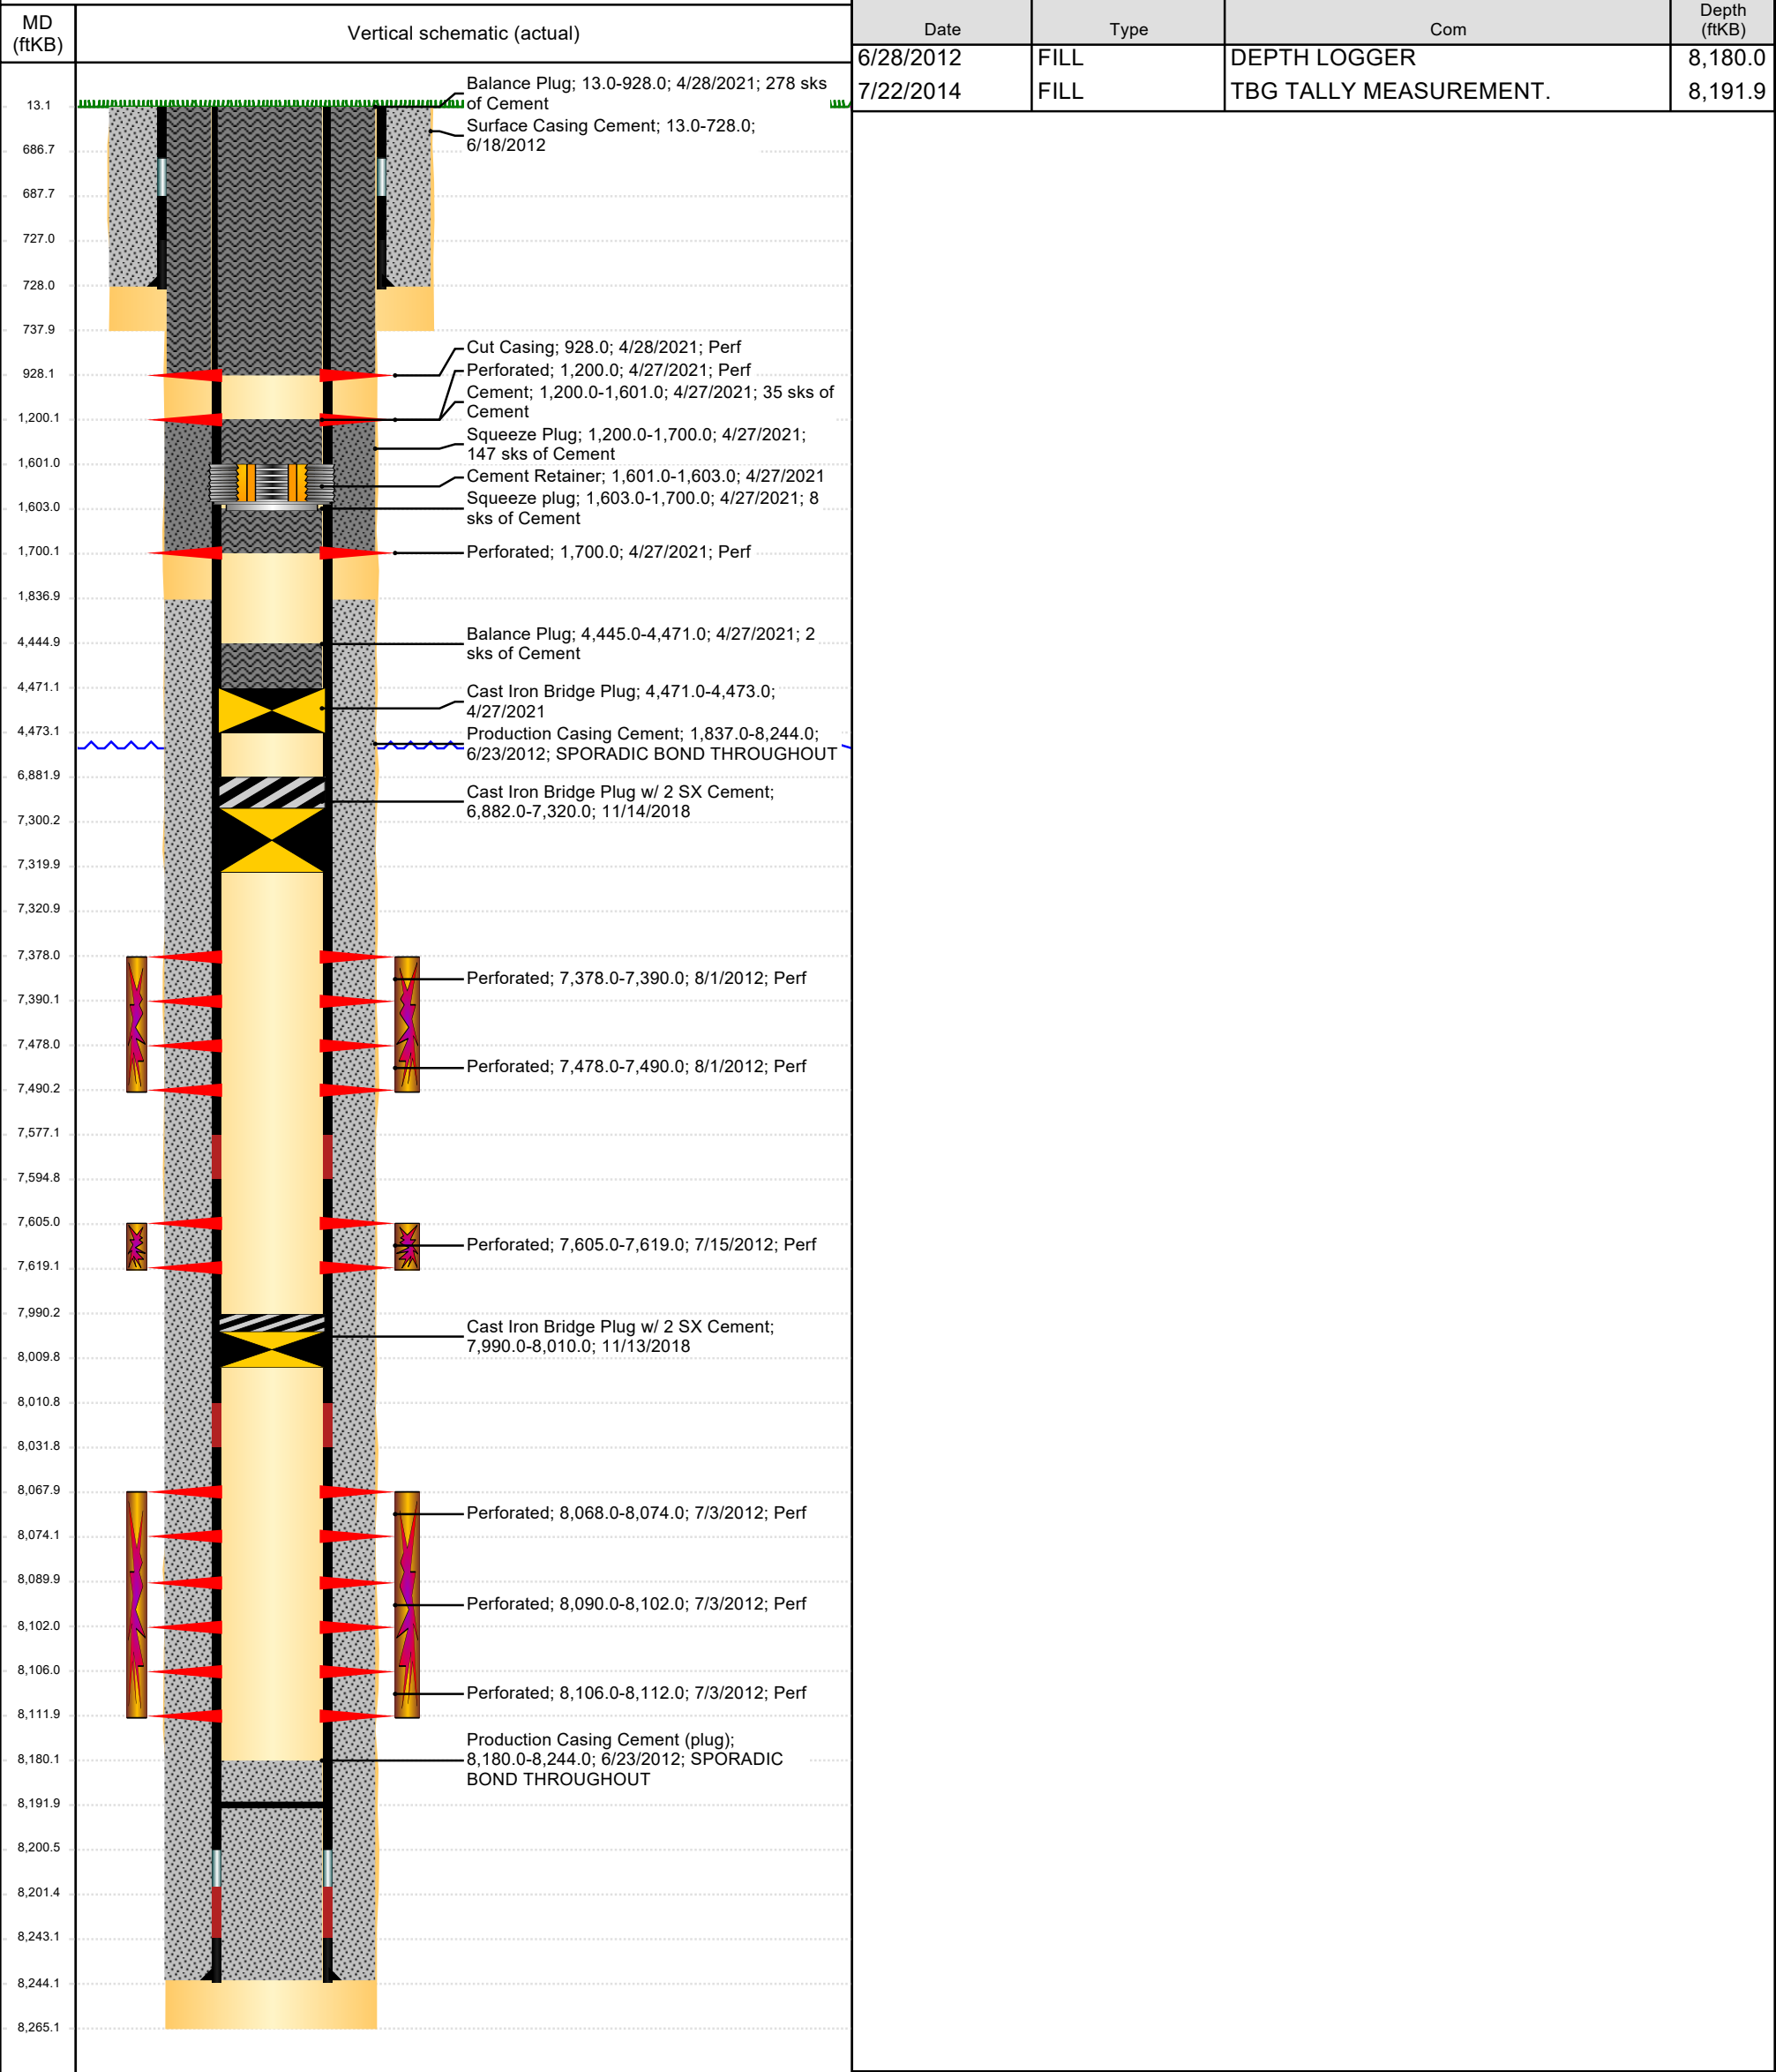 MD
(ftKB)
Vertical schematic (actual)
Date
Type
Com
Depth
(ftKB)
6/28/2012
FILL
DEPTH LOGGER
8,180.0
7/22/2014
FILL
TBG TALLY MEASUREMENT.
8,191.9
13.1
686.7
687.7
727.0
728.0
737.9
928.1
1,200.1
1,601.0
1,603.0
1,700.1
1,836.9
4,444.9
4,471.1
4,473.1
6,881.9
7,300.2
7,319.9
7,320.9
7,378.0
7,390.1
7,478.0
7,490.2
7,577.1
7,594.8
7,605.0
7,619.1
7,990.2
8,009.8
8,010.8
8,031.8
8,067.9
8,074.1
8,089.9
8,102.0
8,106.0
8,111.9
8,180.1
8,191.9
8,200.5
8,201.4
8,243.1
8,244.1
8,265.1
Balance Plug; 13.0-928.0; 4/28/2021; 278 sks
of Cement
Surface Casing Cement; 13.0-728.0;
6/18/2012
Cut Casing; 928.0; 4/28/2021; Perf
Perforated; 1,200.0; 4/27/2021; Perf
Cement; 1,200.0-1,601.0; 4/27/2021; 35 sks of
Cement
Squeeze Plug; 1,200.0-1,700.0; 4/27/2021;
147 sks of Cement
Cement Retainer; 1,601.0-1,603.0; 4/27/2021
Squeeze plug; 1,603.0-1,700.0; 4/27/2021; 8
sks of Cement
Perforated; 1,700.0; 4/27/2021; Perf
Balance Plug; 4,445.0-4,471.0; 4/27/2021; 2
sks of Cement
Cast Iron Bridge Plug; 4,471.0-4,473.0;
4/27/2021
Production Casing Cement; 1,837.0-8,244.0;
6/23/2012; SPORADIC BOND THROUGHOUT
Cast Iron Bridge Plug w/ 2 SX Cement;
6,882.0-7,320.0; 11/14/2018
Perforated; 7,378.0-7,390.0; 8/1/2012; Perf
Perforated; 7,478.0-7,490.0; 8/1/2012; Perf
Perforated; 7,605.0-7,619.0; 7/15/2012; Perf
Cast Iron Bridge Plug w/ 2 SX Cement;
7,990.0-8,010.0; 11/13/2018
Perforated; 8,068.0-8,074.0; 7/3/2012; Perf
Perforated; 8,090.0-8,102.0; 7/3/2012; Perf
Perforated; 8,106.0-8,112.0; 7/3/2012; Perf
Production Casing Cement (plug);
8,180.0-8,244.0; 6/23/2012; SPORADIC
BOND THROUGHOUT